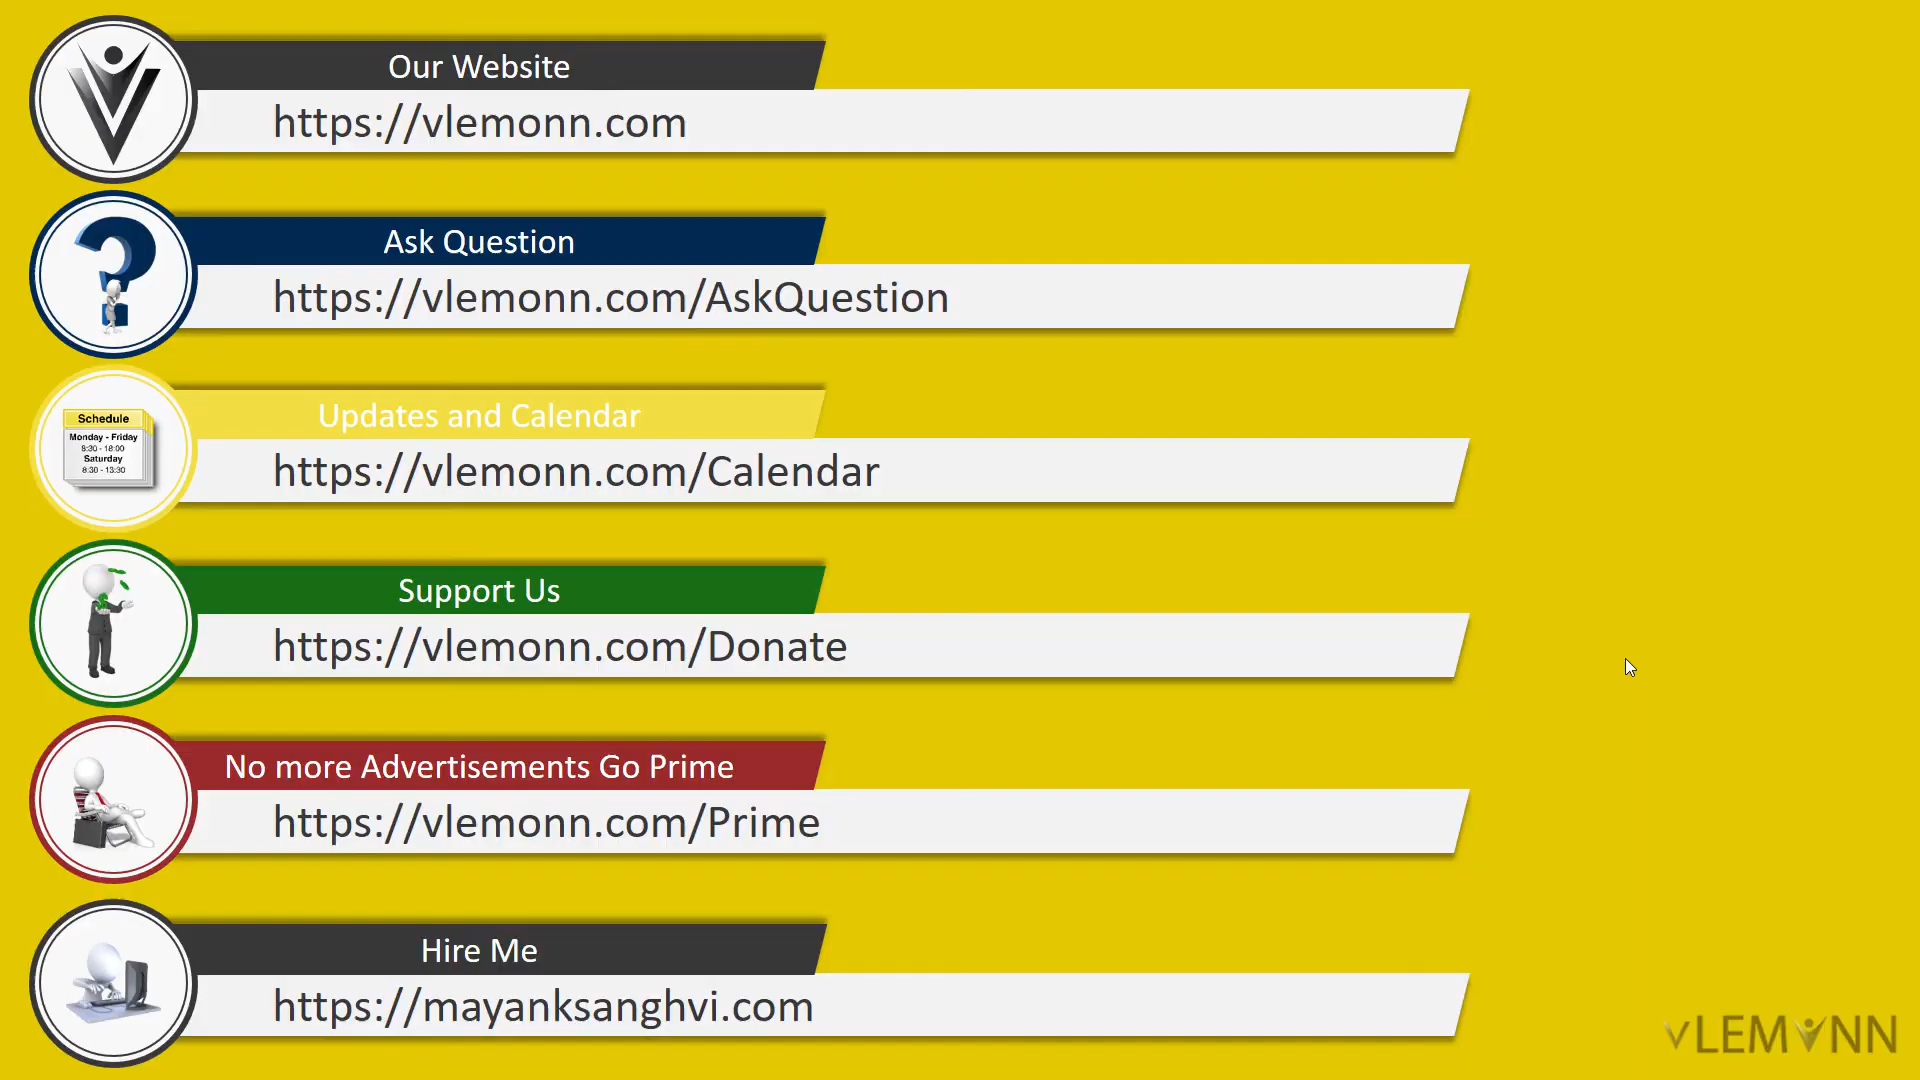 Our Website
https://vlemonn.com
Ask Question
https://vlemonn.com/AskQuestion
Updates and Calendar
Schedule
Monday - Friday
8:30 - 18:00
Saturday
8:30 - 13:30
https://vlemonn.com/Calendar
Support Us
https://vlemonn.com/Donate
No more Advertisements Go Prime
https://vlemonn.com/Prime
Hire Me
https://mayanksanghvi.com
vLEMONN